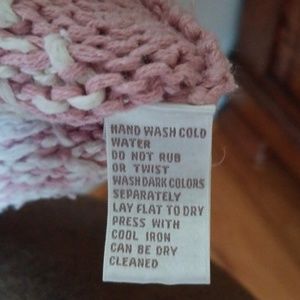 HAND WASH COLD
WATER
DO NOT RUB
OR TWIST
WASH DARK COLORS
SEPARATELY
LAY FLAT TO DRY
PRESS WITH
COOL IRON
CAN BE DRY
CLEANED